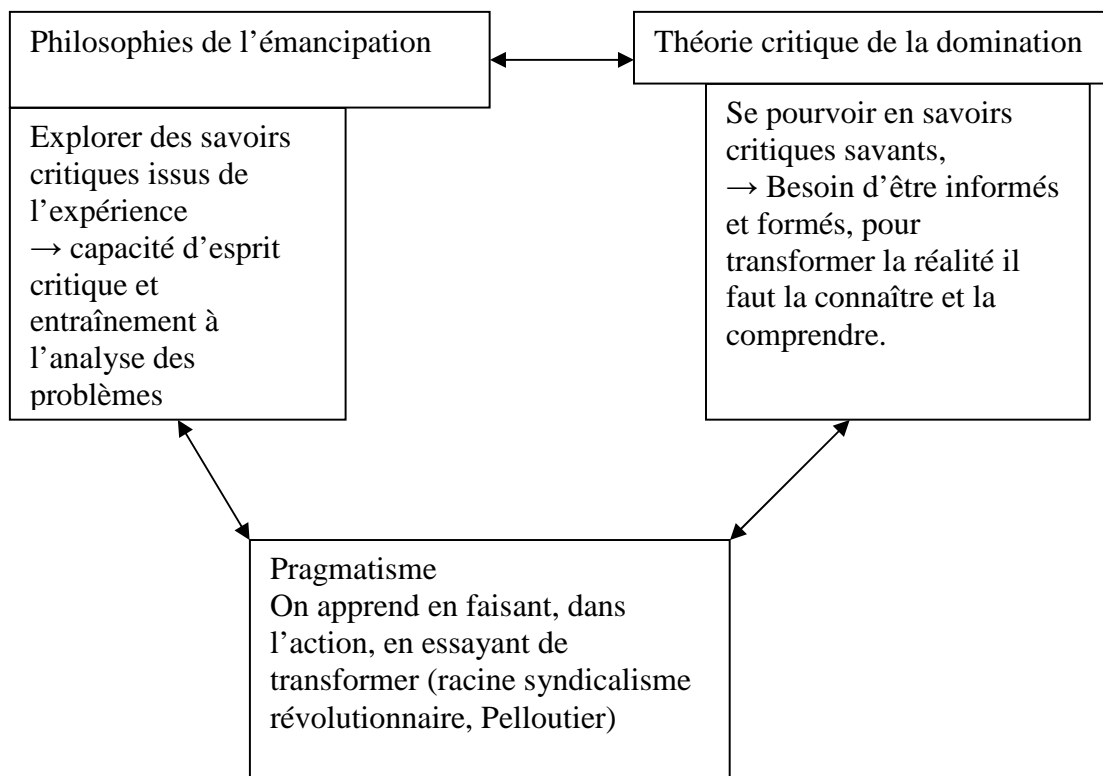 Philosophies de l’émancipation
Théorie critique de la domination
Explorer des savoirs
critiques issus de
l’expérience
→ capacité d’esprit
critique et
entraînement à
l’analyse des
problèmes
Se pourvoir en savoirs
critiques savants,
→ Besoin d’être informés
et formés, pour
transformer la réalité il
faut la connaître et la
comprendre.
Pragmatisme
On apprend en faisant, dans
l’action, en essayant de
transformer (racine syndicalisme
révolutionnaire, Pelloutier)